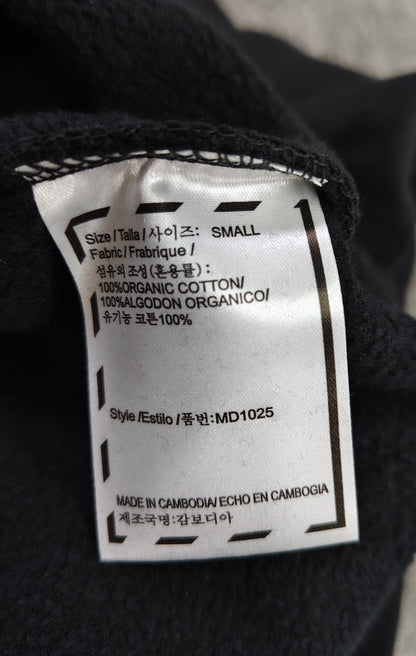 Size/Talla/사이즈: SMALL
Fabric/Frabrique/
섬유의조성(혼용률):
100%ORGANIC COTTON/
100%ALGODON ORGANICO/
유기농 코튼100%
Style/Estilo/품번:MD1025
MADE IN CAMBODIA/ECHO EN CAMBOGIA
제조국명:캄보디아